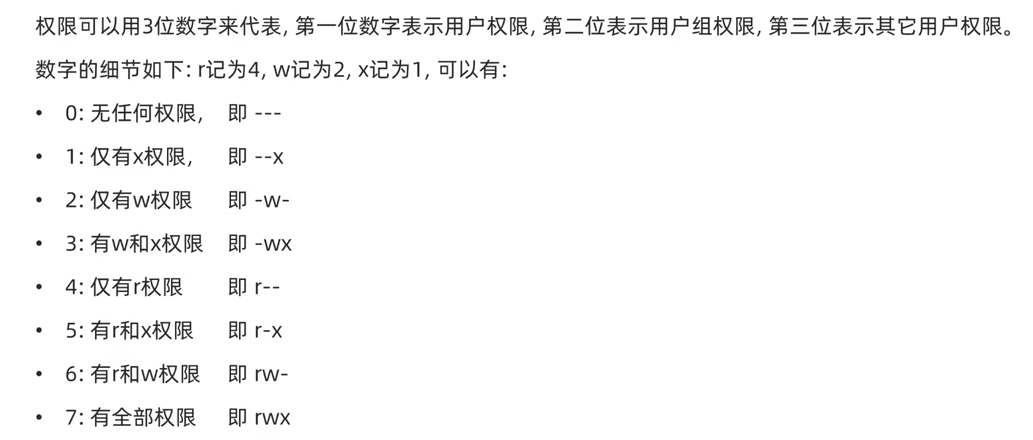 权限可以用3位数字来代表, 第一位数字表示用户权限, 第二位表示用户组权限, 第三位表示其它用户权限。
数字的细节如下: r记为4, w记为2, x记为1, 可以有:
• 0: 无任何权限, 即 ---
• 1: 仅有x权限, 即 --x
• 2: 仅有w权限 即 -w-
• 3: 有w和x权限 即 -wx
• 4: 仅有r权限 即 r--
• 5: 有r和x权限 即 r-x
• 6: 有r和w权限 即 rw-
• 7: 有全部权限 即 rwx